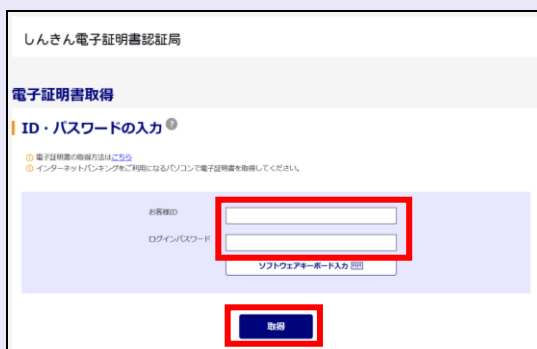 しんきん電子証明書認証局
電子証明書取得
ID・パスワードの入力 ?
電子証明書の取得方法はこちら
インターネットバンキングをご利用になるパソコンで電子証明書を取得してください。
お客様ID
ログインパスワード
ソフトウェアキーボード入力
取得